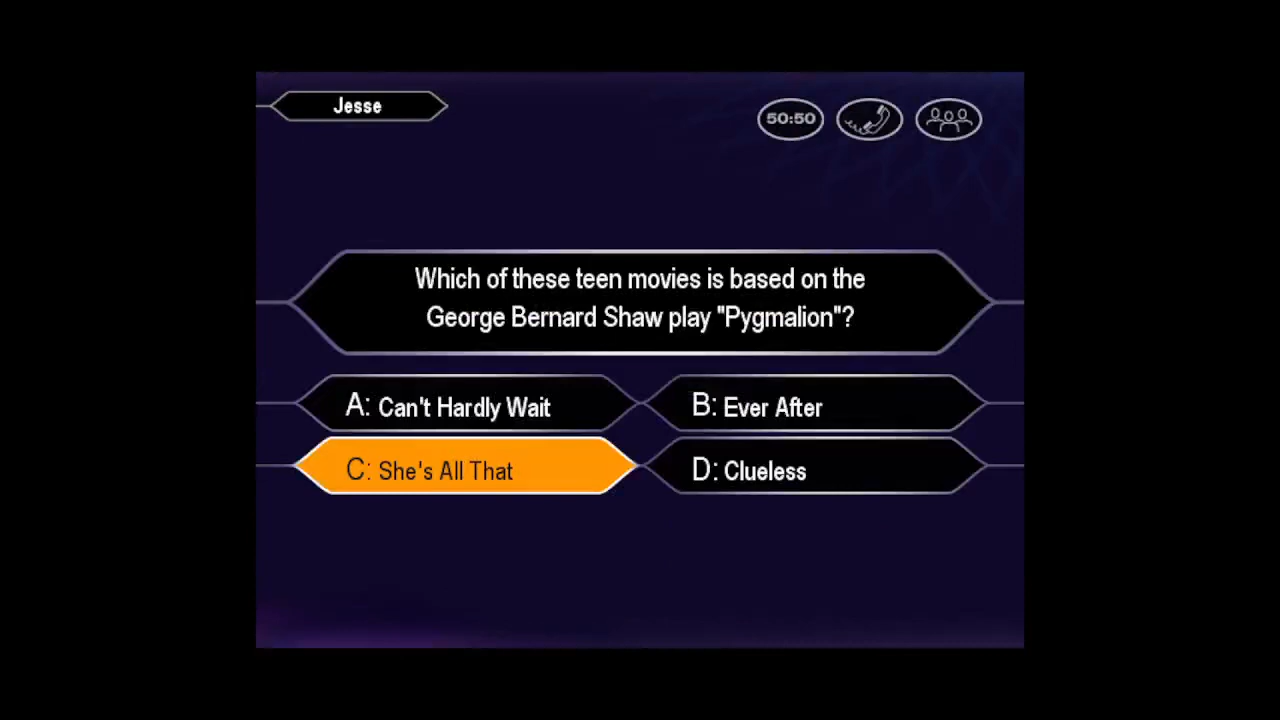 Jesse
50:50
Which of these teen movies is based on the
George Bernard Shaw play "Pygmalion"?
A: Can't Hardly Wait
B: Ever After
C: She's All That
D: Clueless